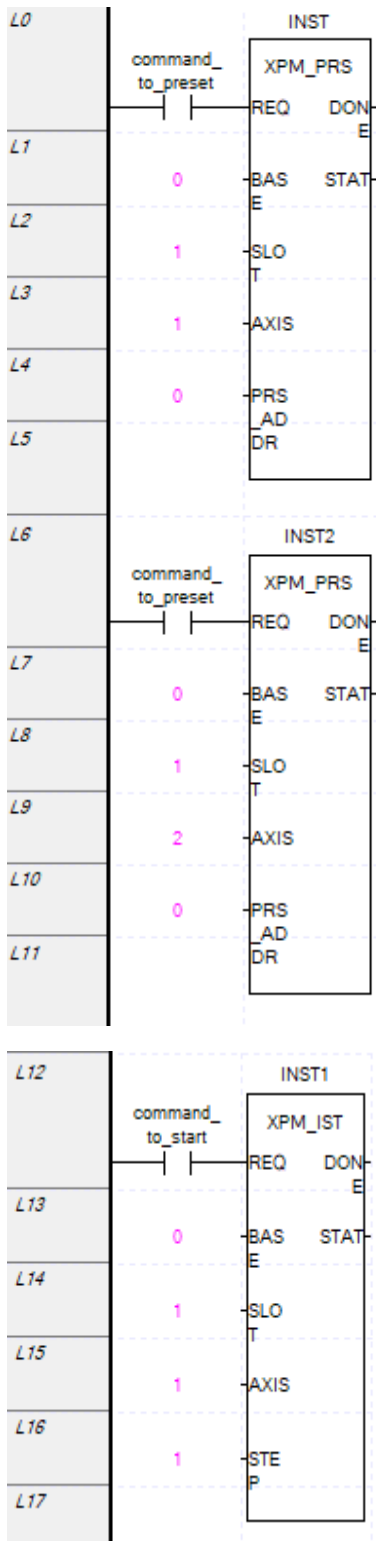 L0
INST
command_
to_preset
XPM_PRS
REQ DON
E
L1
0 BAS STAT
E
L2
1 SLO
T
L3
1 AXIS
L4
0 PRS
_AD
L5
DR
L6
INST2
command_
to_preset
XPM_PRS
REQ DON
E
L7
0 BAS STAT
E
L8
1 SLO
T
L9
2 AXIS
L10
0 PRS
_AD
L11
DR
L12
INST1
command_
to_start
XPM_IST
REQ DON
E
L13
0 BAS STAT
E
L14
1 SLO
T
L15
1 AXIS
L16
1 STE
P
L17